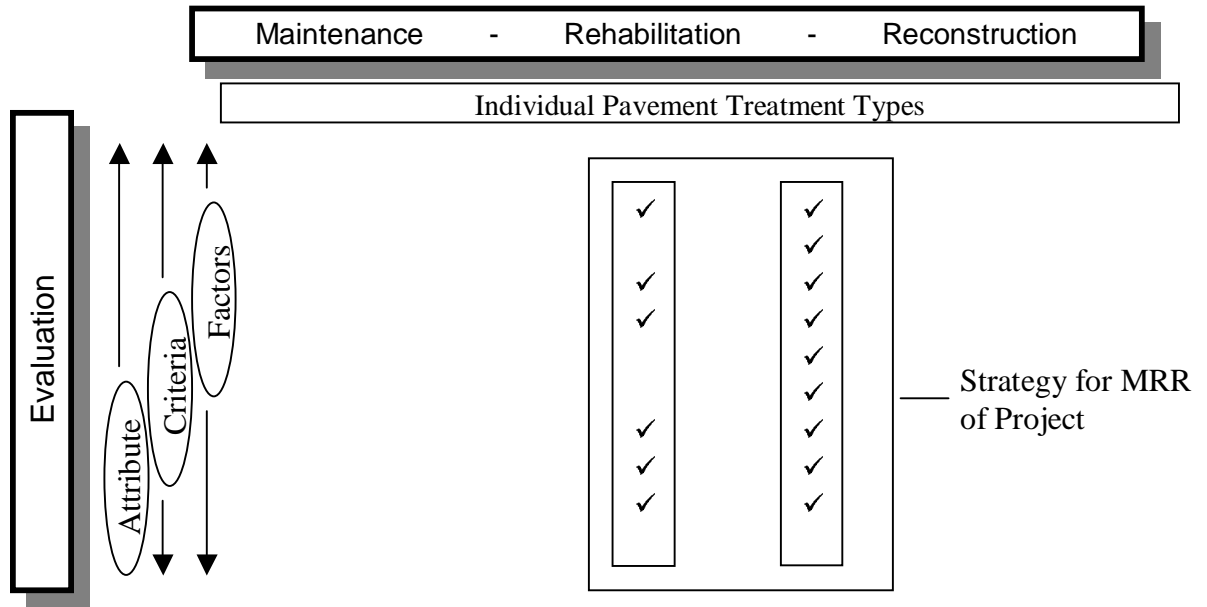 Maintenance - Rehabilitation - Reconstruction
Individual Pavement Treatment Types
Evaluation
Attribute
Criteria
Factors
✓ ✓
✓
✓ ✓
✓ ✓
✓
✓
✓ ✓
✓ ✓
✓ ✓
Strategy for MRR
of Project